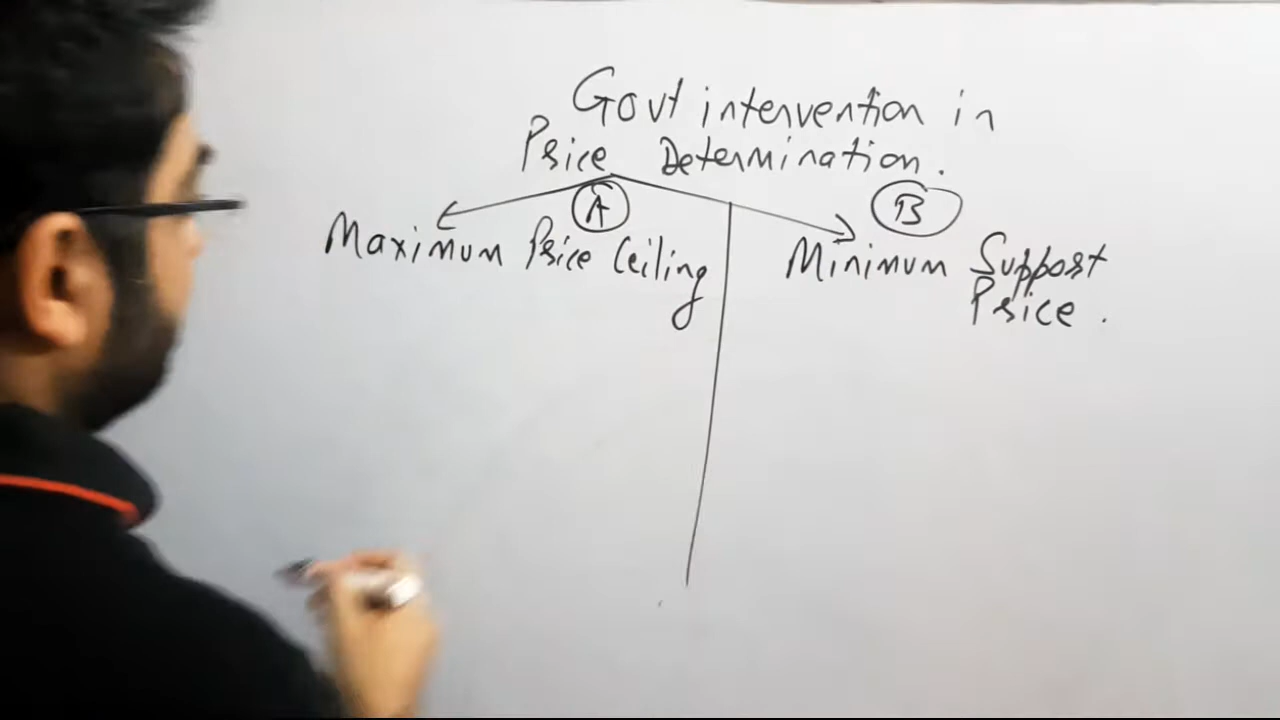 Govt intervention in
Price Determination.
A
B
Maximum Price Ceiling
Minimum Support
Price.